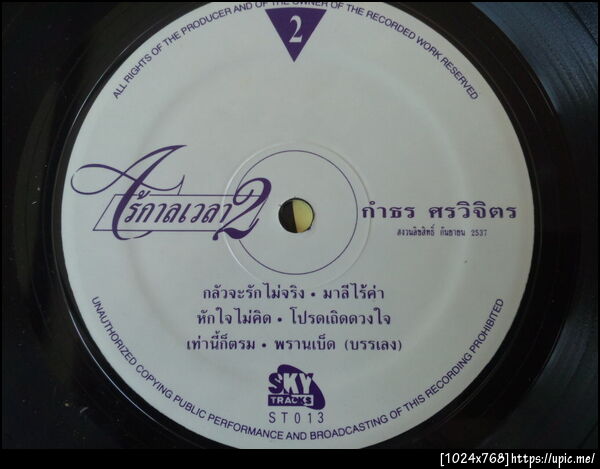 ALL RIGHTS OF THE PRODUCER AND OF THE OWNER OF THE RECORDED WORK RESERVED
2
ไร้กาลเวลา 2
กำธร ศรวิจิตร
สงวนลิขสิทธิ์ กันยายน 2537
กลัวจะรักไม่จริง • มาลีไร้ค่า
หักใจไม่คิด • โปรดเถิดดวงใจ
เท่านี้ก็ตรม • พรานเบ็ด (บรรเลง)
SKY
TRACKS
ST013
UNAUTHORIZED COPYING PUBLIC PERFORMANCE AND BROADCASTING OF THIS RECORDING PROHIBITED
[1024x768]https://upic.me/